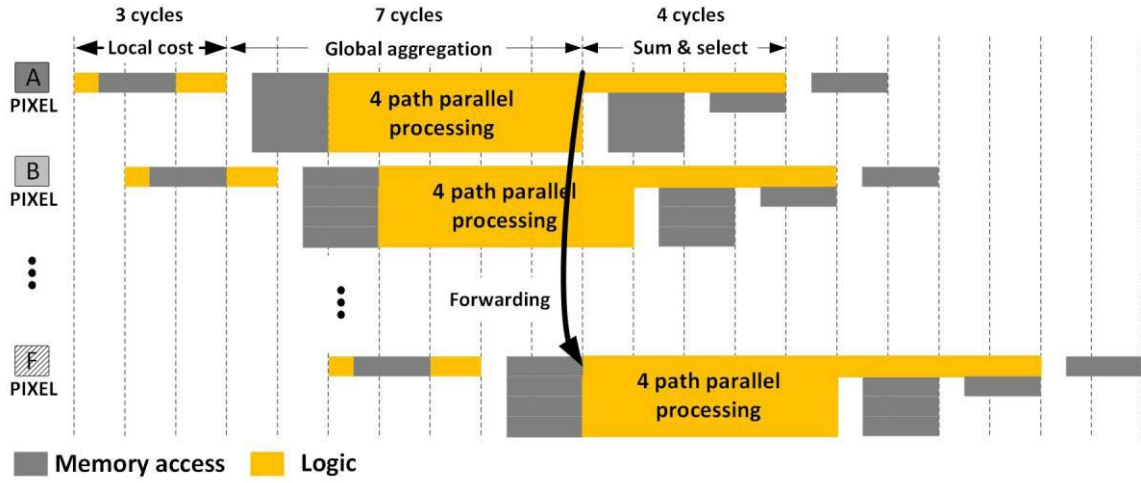 3 cycles 7 cycles 4 cycles
Local cost Global aggregation Sum & select
A
PIXEL
4 path parallel
processing
B
PIXEL
4 path parallel
processing
Forwarding
F
PIXEL
4 path parallel
processing
Memory access Logic